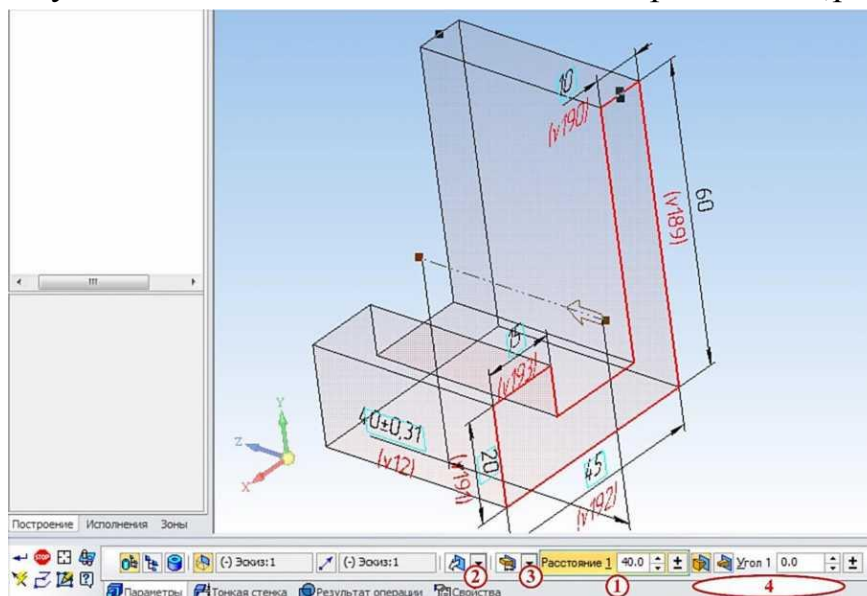 10
(v190)
60
(v189)
15
(v193)
40±0,31
(v12)
20
(v191)
45
(v192)
Y
Z
X
Построение Исполнения Зоны
STOP (-) Эскиз:1 (-) Эскиз:1 Расстояние 1 40.0 Угол 1 0.0
2 3 1 4
Параметры Тонкая стенка Результат операции Свойства